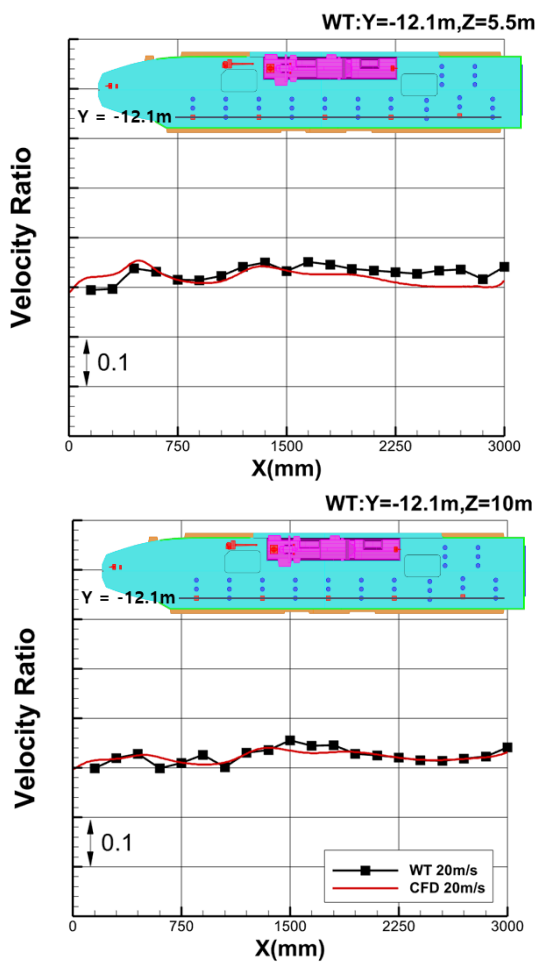 WT:Y=-12.1m,Z=5.5m
Y = -12.1m
Velocity Ratio
0.1
0 750 1500 2250 3000
X(mm)
WT:Y=-12.1m,Z=10m
Y = -12.1m
Velocity Ratio
0.1
WT 20m/s
CFD 20m/s
0 750 1500 2250 3000
X(mm)